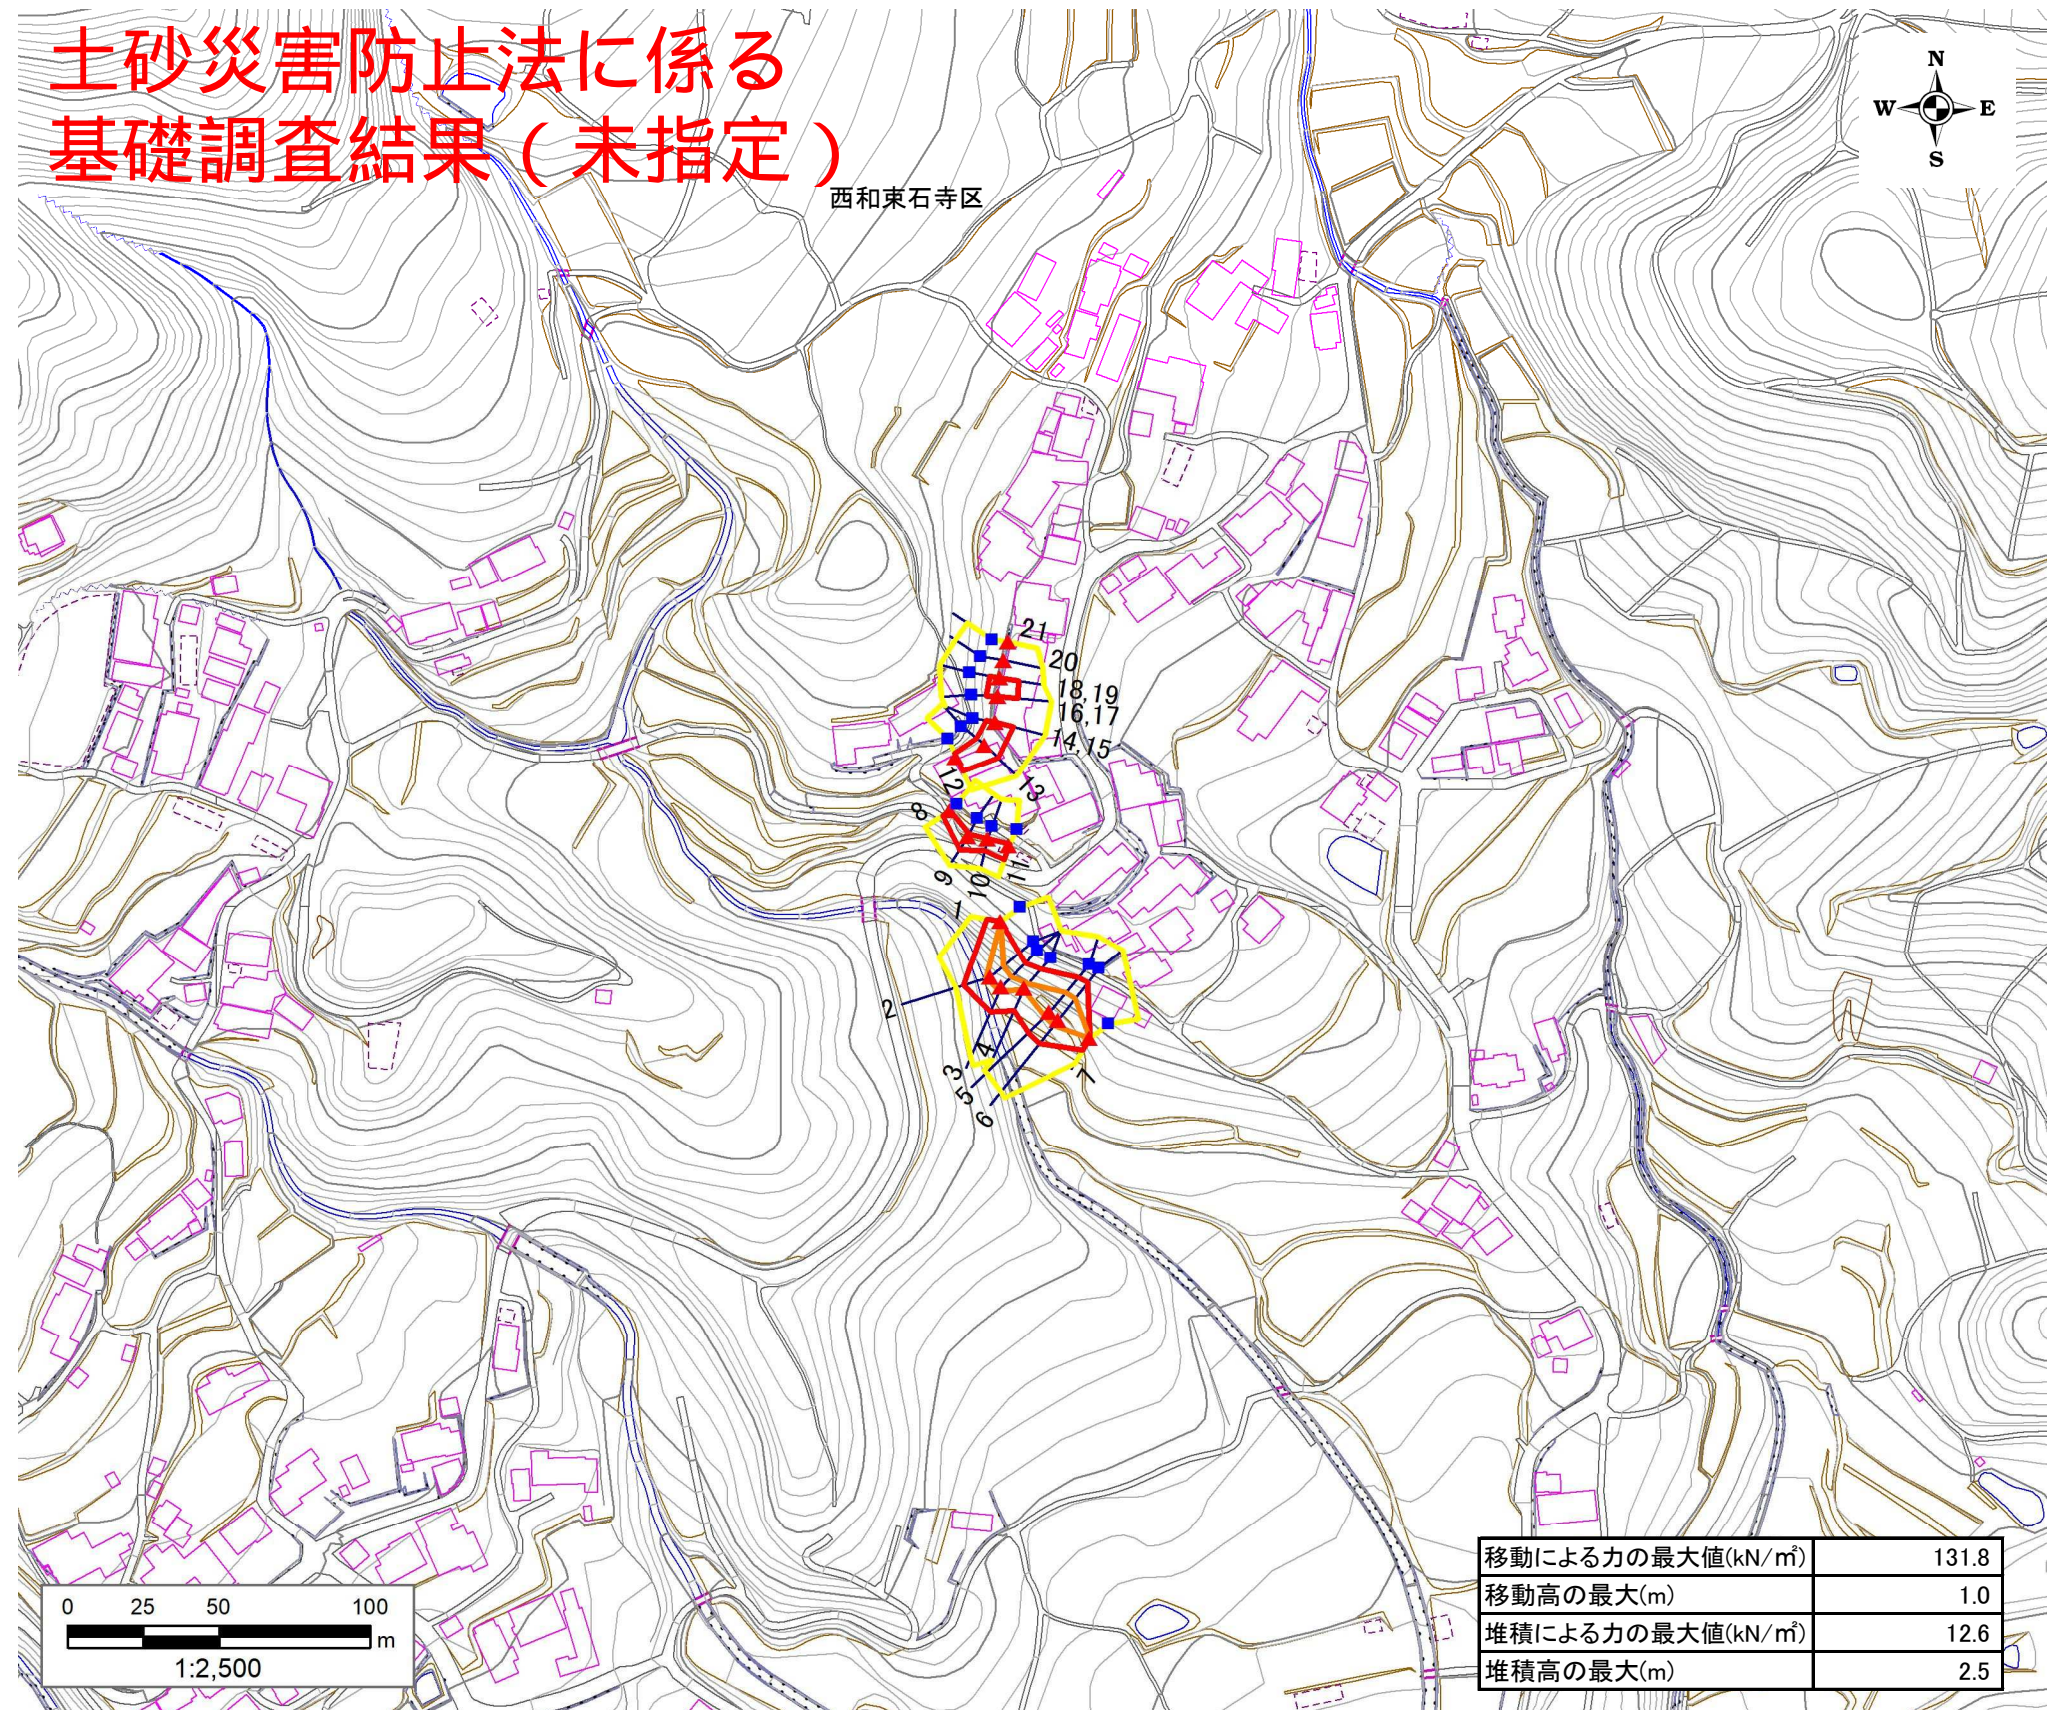 土砂災害防止法に係る
基礎調査結果（未指定）
N
W E
S
西和束石寺区
21
20
18,19
16,17
14,15
13
12
8
9
10
11
1
2
3
4
5
6
7
0 25 50 100
m
1:2,500
移動による力の最大値(kN/㎡) 131.8
移動高の最大(m) 1.0
堆積による力の最大値(kN/㎡) 12.6
堆積高の最大(m) 2.5